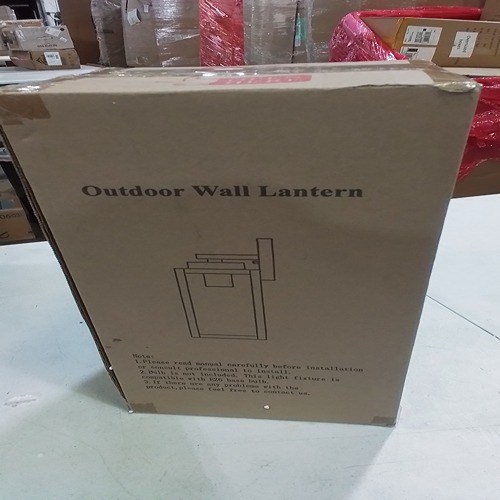 Outdoor Wall Lantern
Note:
1.Please read manual carefully before installation
or consult professional to install.
2.Bulb is not included. This light fixture is
compatible with E26 base bulb.
3.If there are any problems with the
product,please feel free to contact us.